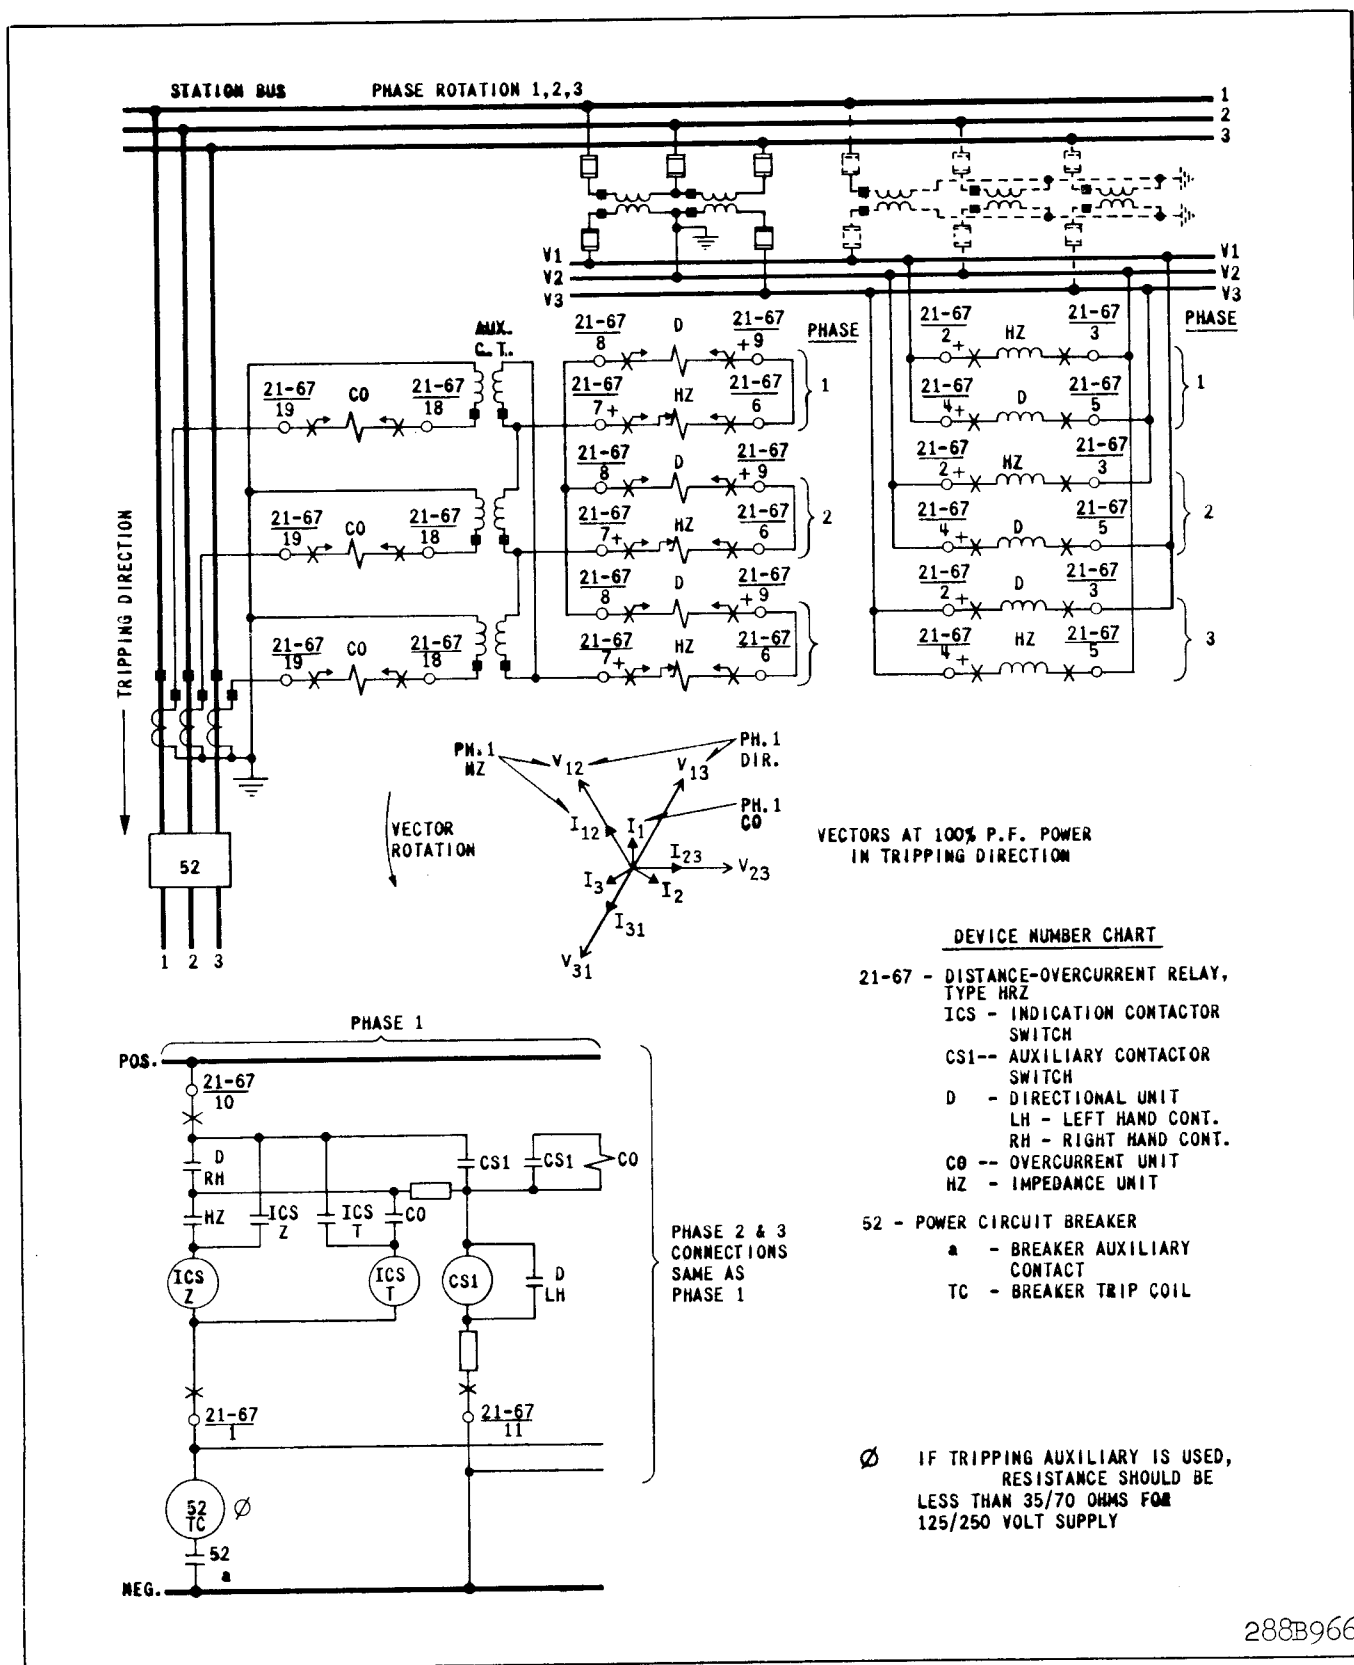 STATION BUS
PHASE ROTATION 1,2,3
1
2
3
V1
V2
V3
V1
V2
V3
AUX.
C. T.
21-67
8
D
21-67
+9
PHASE
21-67
2
+
HZ
21-67
3
PHASE
21-67
19
CO
21-67
18
21-67
7+
HZ
21-67
6
1
21-67
4
+
D
21-67
5
1
21-67
8
D
21-67
+9
21-67
2
+
HZ
21-67
3
21-67
19
CO
21-67
18
21-67
7+
HZ
21-67
6
2
21-67
4
+
D
21-67
5
2
21-67
8
D
21-67
+9
21-67
2
+
D
21-67
3
21-67
19
CO
21-67
18
21-67
7+
HZ
21-67
6
21-67
4
+
HZ
21-67
5
3
TRIPPING DIRECTION
52
1 2 3
VECTOR
ROTATION
PH.1
HZ
V12
PH.1
DIR.
V13
PH.1
CO
I12
I1
I23
V23
I3
I2
I31
V31
VECTORS AT 100% P.F. POWER
IN TRIPPING DIRECTION
DEVICE NUMBER CHART
21-67 - DISTANCE-OVERCURRENT RELAY,
TYPE HRZ
ICS - INDICATION CONTACTOR
SWITCH
CS1-- AUXILIARY CONTACTOR
SWITCH
D - DIRECTIONAL UNIT
LH - LEFT HAND CONT.
RH - RIGHT HAND CONT.
CO -- OVERCURRENT UNIT
HZ - IMPEDANCE UNIT
52 - POWER CIRCUIT BREAKER
a - BREAKER AUXILIARY
CONTACT
TC - BREAKER TRIP COIL
PHASE 1
POS.
21-67
10
D
RH
CS1
CS1
CO
HZ
ICS
Z
ICS
T
CO
ICS
Z
ICS
T
CS1
D
LH
PHASE 2 & 3
CONNECTIONS
SAME AS
PHASE 1
21-67
1
21-67
11
52
TC
Ø
52
a
NEG.
Ø IF TRIPPING AUXILIARY IS USED,
RESISTANCE SHOULD BE
LESS THAN 35/70 OHMS FOR
125/250 VOLT SUPPLY
288B966